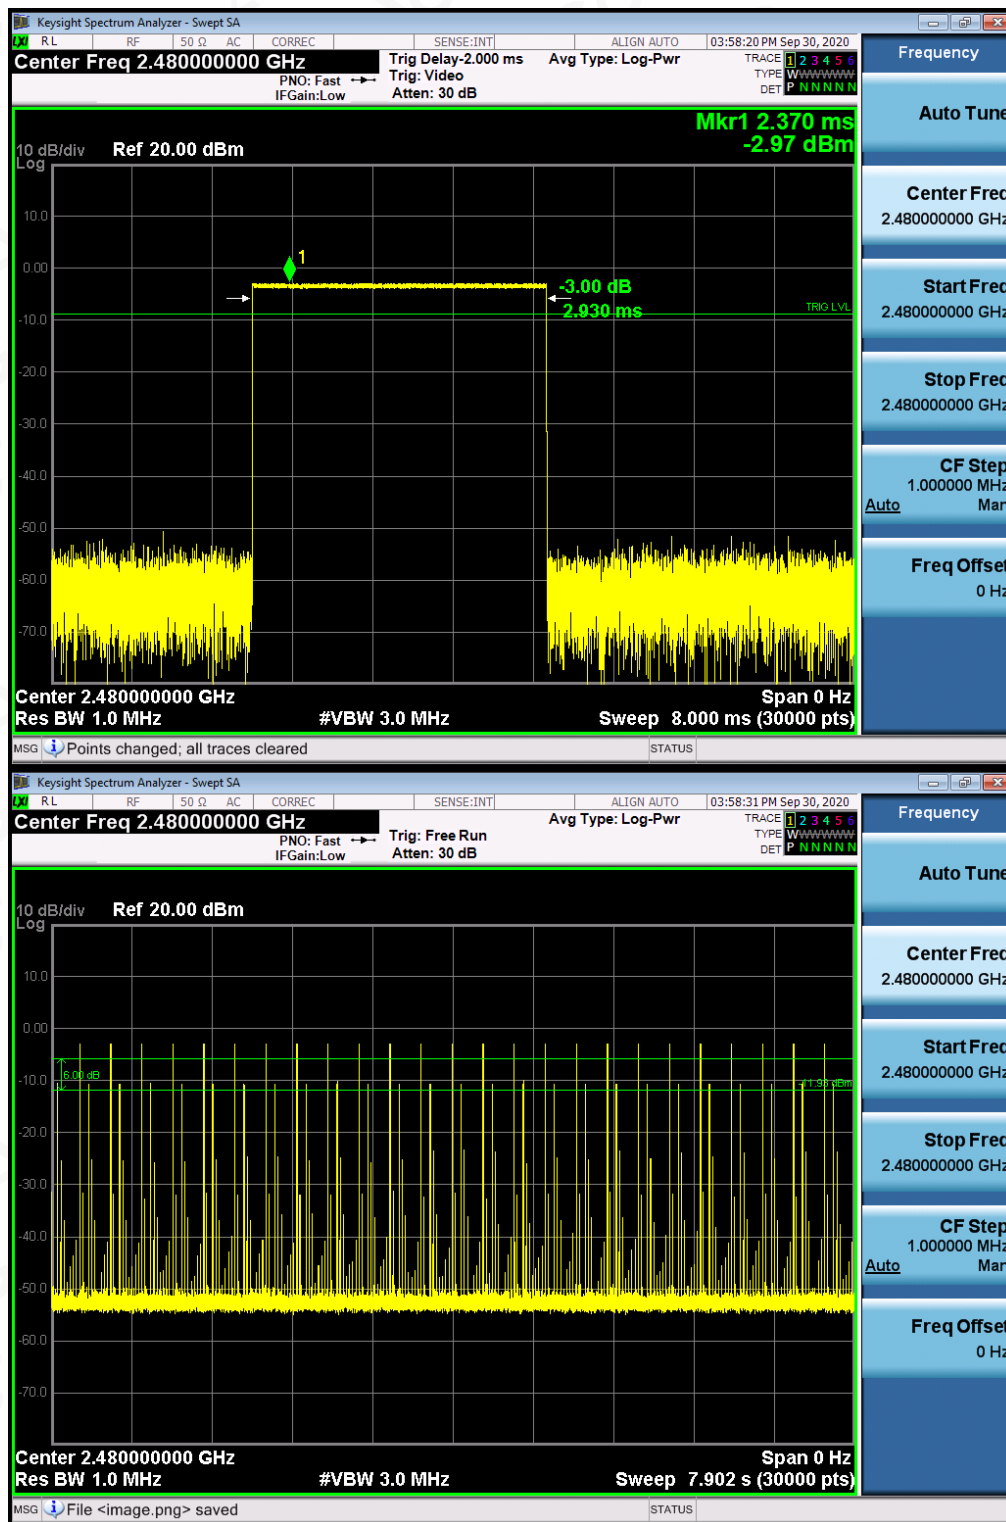 Keysight Spectrum Analyzer - Swept SA
LXI RL RF 50 Ω AC CORREC SENSE:INT ALIGN AUTO 03:58:20 PM Sep 30, 2020
Center Freq 2.480000000 GHz
PNO: Fast
IFGain:Low
Trig Delay-2.000 ms
Trig: Video
Atten: 30 dB
Avg Type: Log-Pwr
TRACE 1 2 3 4 5 6
TYPE WWWWWWW
DET P N N N N N
Mkr1 2.370 ms
-2.97 dBm
10 dB/div Ref 20.00 dBm
Log
10.0
0.00
-10.0
-20.0
-30.0
-40.0
-50.0
-60.0
-70.0
1
-3.00 dB
2.930 ms
TRIG LVL
Center 2.480000000 GHz Span 0 Hz
Res BW 1.0 MHz #VBW 3.0 MHz Sweep 8.000 ms (30000 pts)
MSG Points changed; all traces cleared STATUS
Frequency
Auto Tune
Center Freq
2.480000000 GHz
Start Freq
2.480000000 GHz
Stop Freq
2.480000000 GHz
CF Step
1.000000 MHz
Auto Man
Freq Offset
0 Hz
Keysight Spectrum Analyzer - Swept SA
LXI RL RF 50 Ω AC CORREC SENSE:INT ALIGN AUTO 03:58:31 PM Sep 30, 2020
Center Freq 2.480000000 GHz
PNO: Fast
IFGain:Low
Trig: Free Run
Atten: 30 dB
Avg Type: Log-Pwr
TRACE 1 2 3 4 5 6
TYPE WWWWWWW
DET P N N N N N
10 dB/div Ref 20.00 dBm
Log
10.0
0.00
-10.0
-20.0
-30.0
-40.0
-50.0
-60.0
-70.0
6.00 dB
-11.93 dBm
Center 2.480000000 GHz Span 0 Hz
Res BW 1.0 MHz #VBW 3.0 MHz Sweep 7.902 s (30000 pts)
MSG File <image.png> saved STATUS
Frequency
Auto Tune
Center Freq
2.480000000 GHz
Start Freq
2.480000000 GHz
Stop Freq
2.480000000 GHz
CF Step
1.000000 MHz
Auto Man
Freq Offset
0 Hz